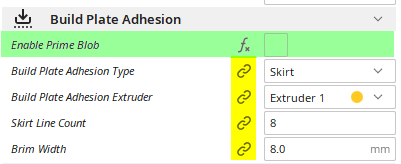 Build Plate Adhesion
Enable Prime Blob fx
Build Plate Adhesion Type Skirt
Build Plate Adhesion Extruder Extruder 1
Skirt Line Count 8
Brim Width 8.0 mm